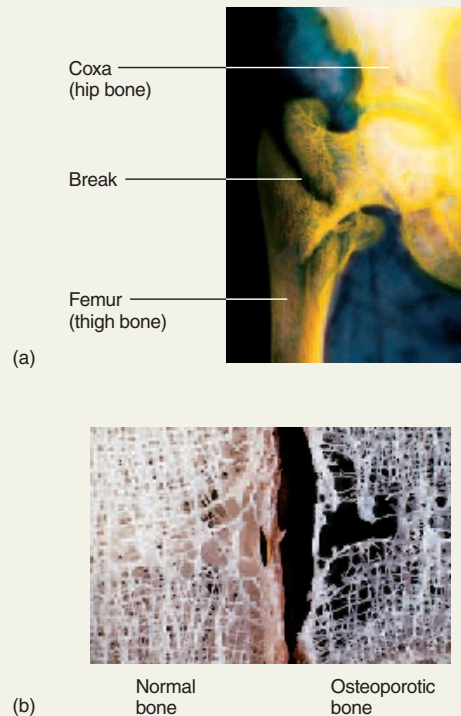 Coxa
(hip bone)
Break
Femur
(thigh bone)
(a)
Normal
bone
Osteoporotic
bone
(b)